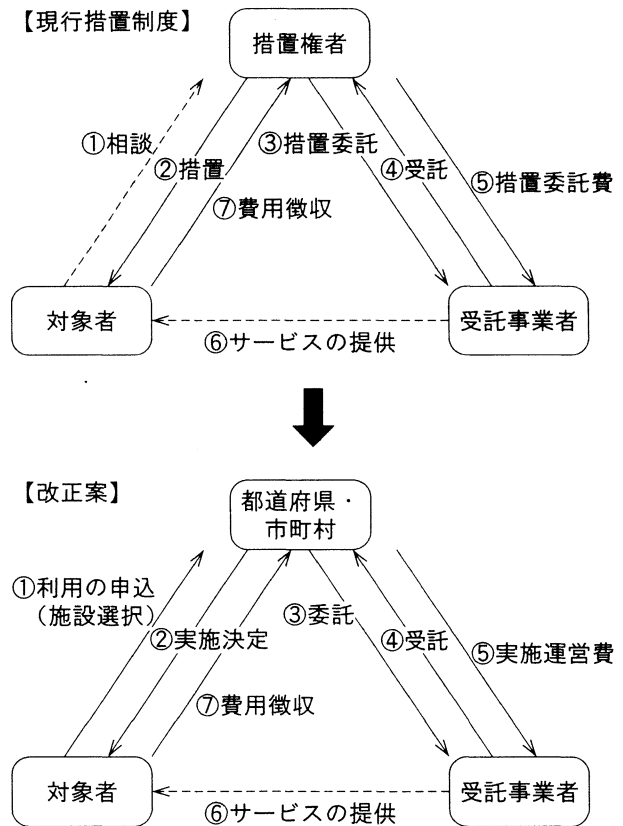 【現行措置制度】
措置権者
①相談
②措置
③措置委託
④受託
⑤措置委託費
⑦費用徴収
対象者
受託事業者
⑥サービスの提供
【改正案】
都道府県・
市町村
①利用の申込
(施設選択)
②実施決定
③委託
④受託
⑤実施運営費
⑦費用徴収
対象者
受託事業者
⑥サービスの提供